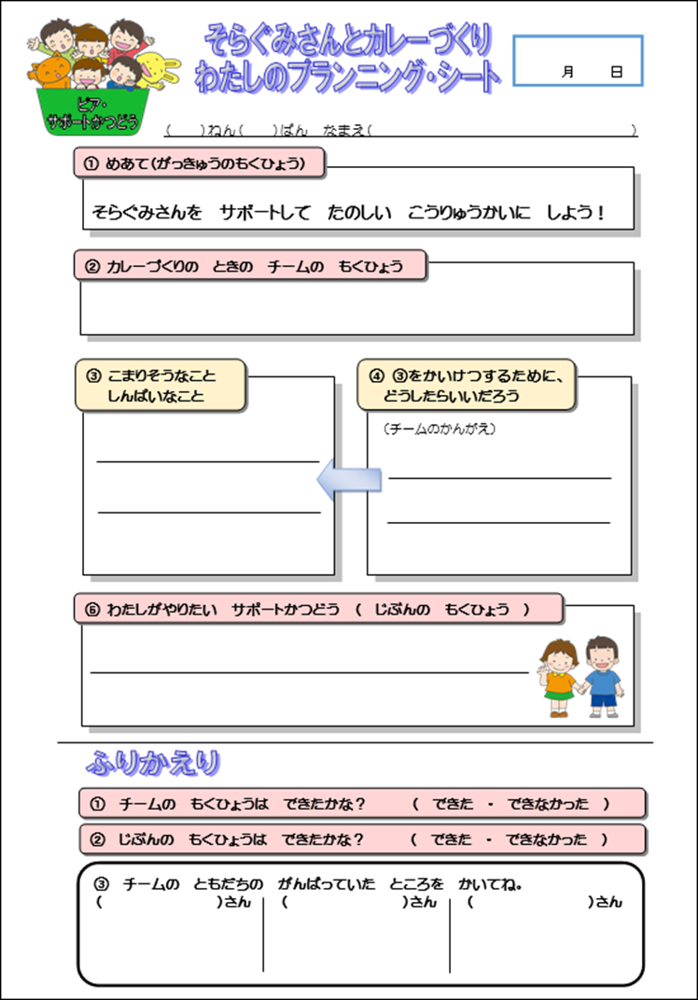 そらぐみさんとカレーづくり
わたしのプランニング・シート
月　日
ピア・
サポートかつどう
(　　)ねん(　　)ぱん　なまえ(　　　　　　　　　　)
① めあて(がっきゅうのもくひょう)
そらぐみさんを　サポートして　たのしい　こうりゅうかいに　しよう！
② カレーづくりの　ときの　チームの　もくひょう
③ こまりそうなこと
しんぱいなこと
④ ③をかいけつするために、
どうしたらいいだろう
(チームのかんがえ)
⑤ わたしがやりたい　サポートかつどう　(　じぶんの　もくひょう　)
ふりかえり
①　チームの　もくひょうは　できたかな？　　(　できた　・　できなかった　)
②　じぶんの　もくひょうは　できたかな？　　(　できた　・　できなかった　)
③　チームの　ともだちの　がんばっていた　ところを　かいてね。
(　　　　　　)さん　(　　　　　　)さん　(　　　　　　)さん